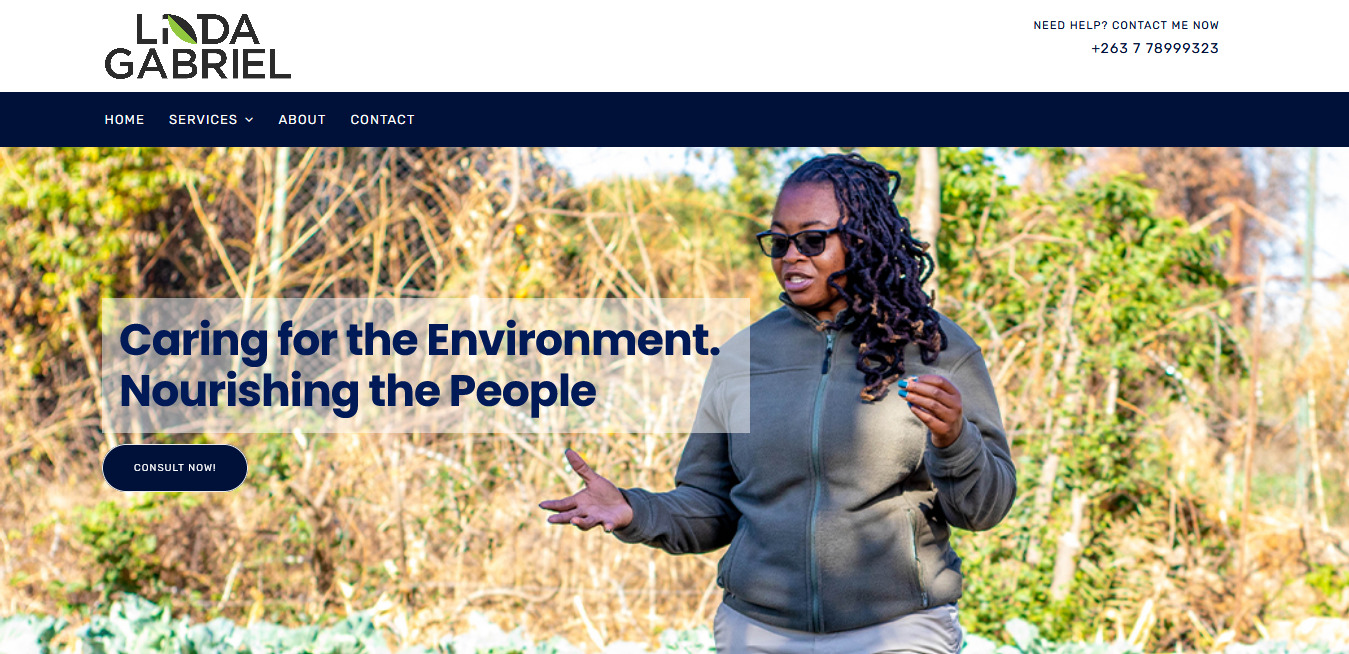 LINDA
GABRIEL
NEED HELP? CONTACT ME NOW
+263 7 78999323
HOME SERVICES ABOUT CONTACT
Caring for the Environment.
Nourishing the People
CONSULT NOW!